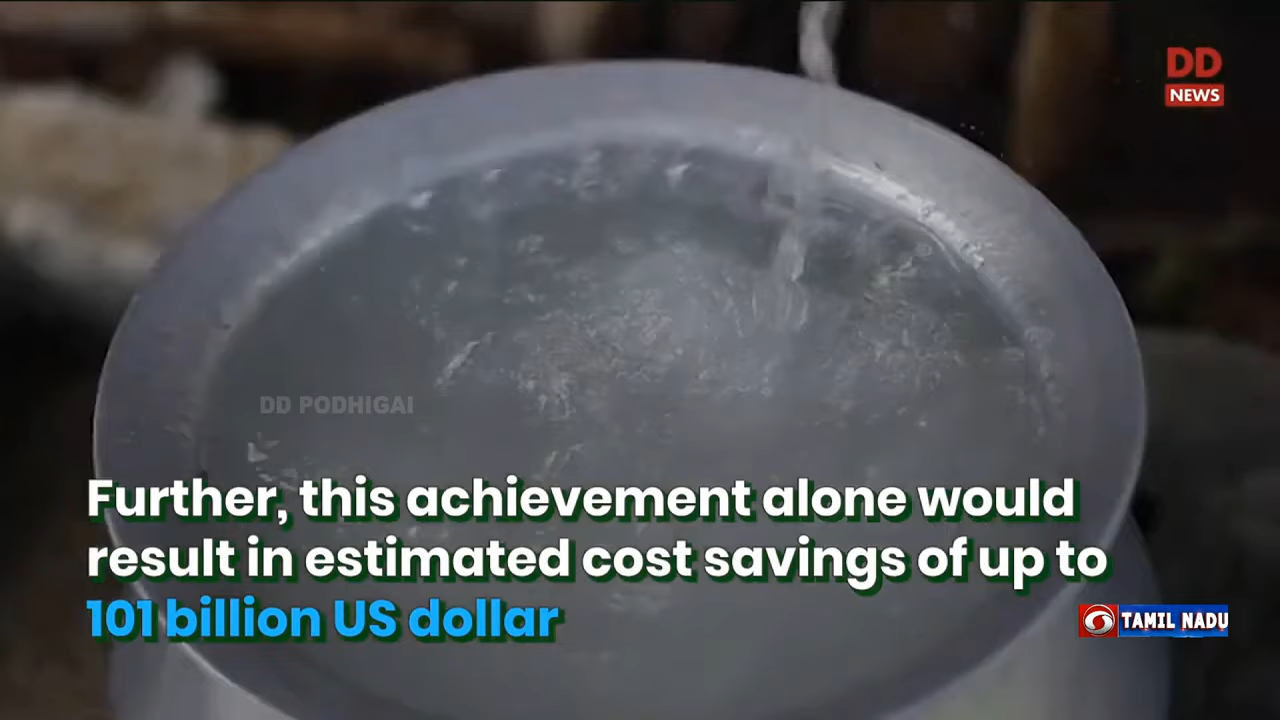 DD
NEWS
DD PODHIGAI
Further, this achievement alone would
result in estimated cost savings of up to
101 billion US dollar
TAMIL NADU